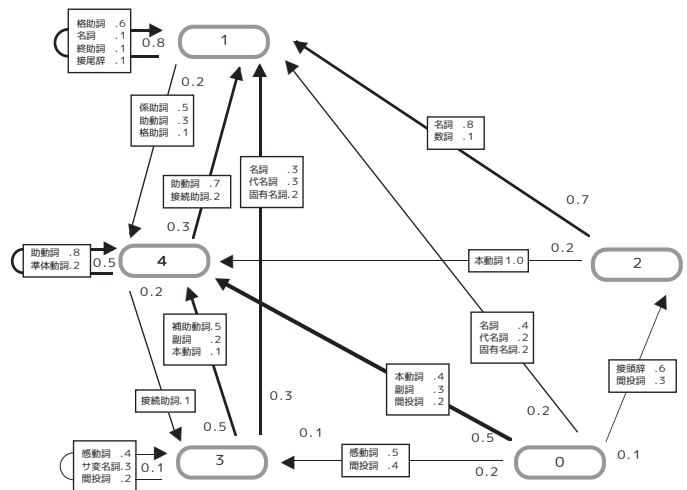 格助詞 .6
名詞 .1
終助詞 .1
接尾辞 .1
0.8
1
0.2
係助詞 .5
助動詞 .3
格助詞 .1
名詞 .8
数詞 .1
助動詞 .7
接続助詞.2
名詞 .3
代名詞 .3
固有名詞.2
0.7
0.3
助動詞 .8
準体動詞.2
0.5
4
0.2
本動詞1.0
2
0.2
補助動詞.5
副詞 .2
本動詞 .1
名詞 .4
代名詞 .2
固有名詞.2
接頭辞 .6
間投詞 .3
本動詞 .4
副詞 .3
間投詞 .2
接続助詞.1
0.3
0.2
0.5
0.1
0.5
感動詞 .4
サ変名詞.3
間投詞 .2
0.1
3
感動詞 .5
間投詞 .4
0.2
0
0.1